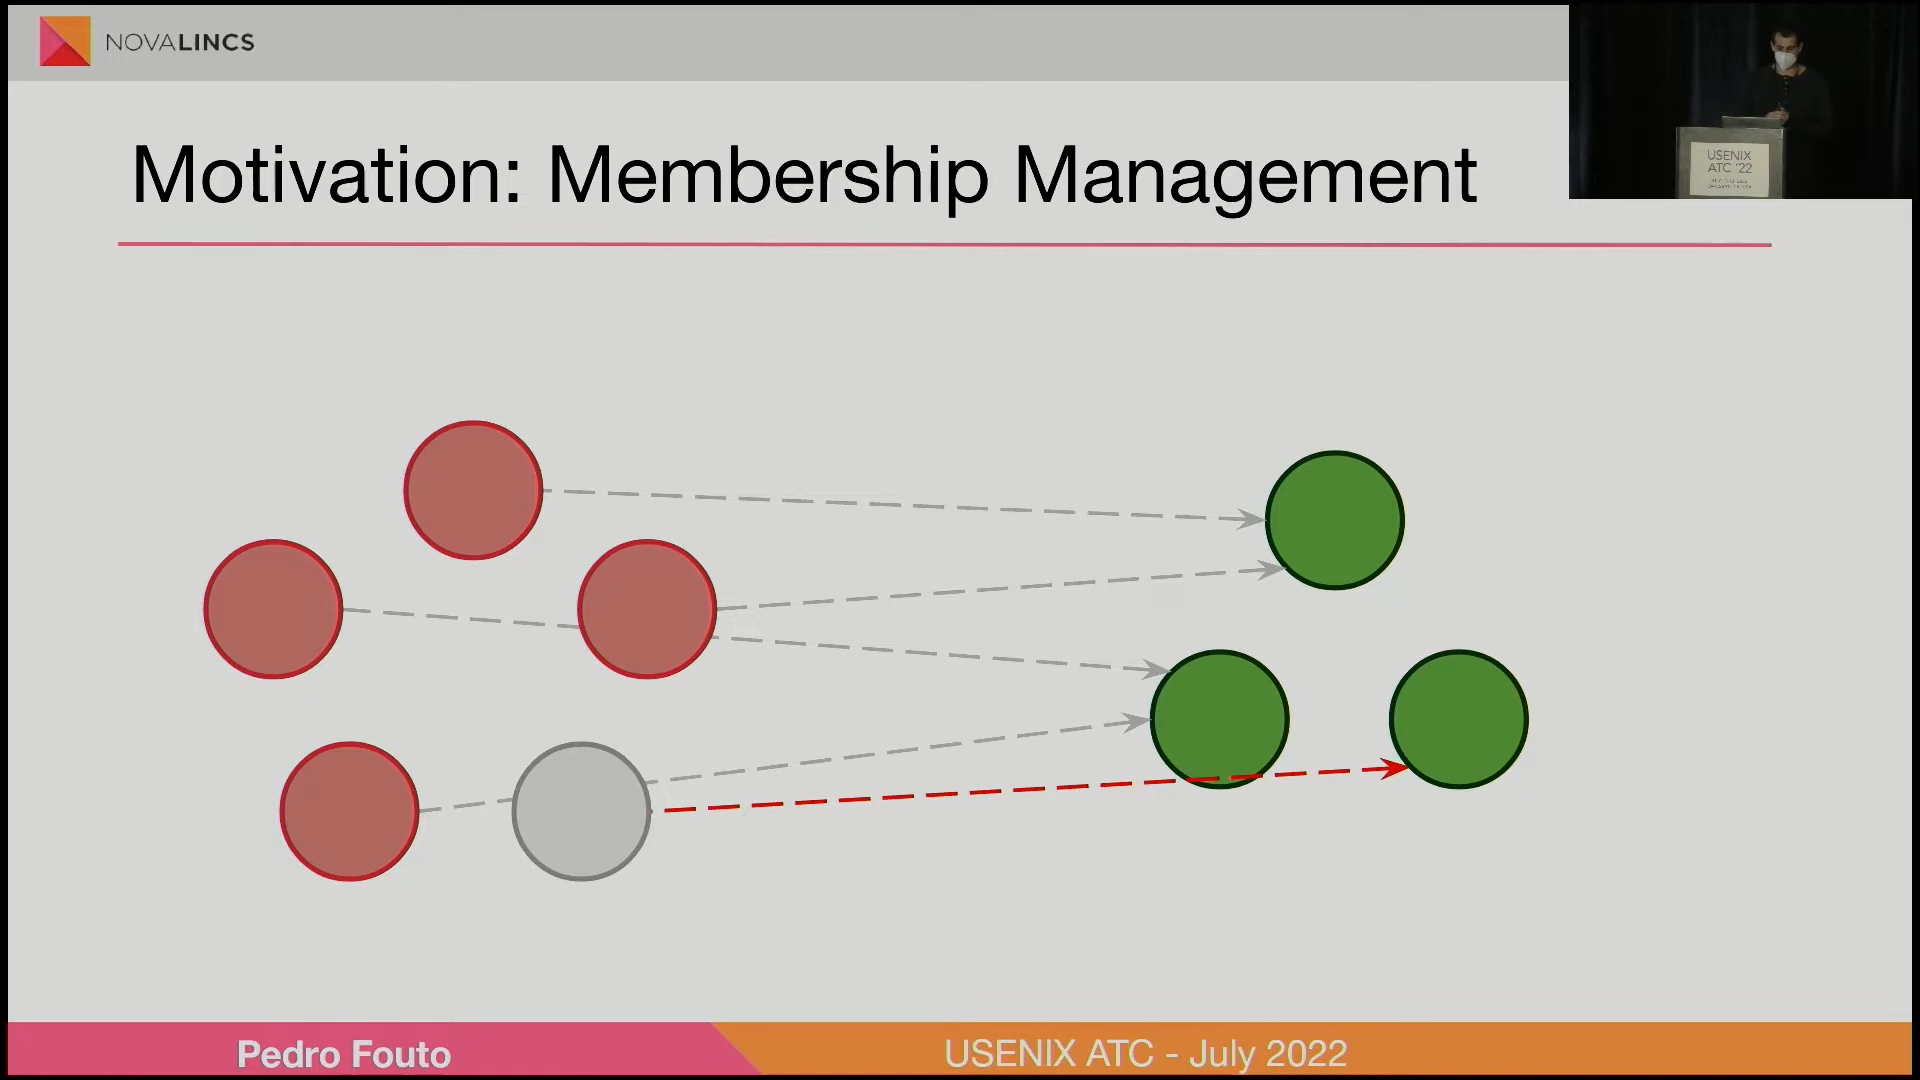 NOVALINCS
Motivation: Membership Management
USENIX
ATC '22
Pedro Fouto
USENIX ATC - July 2022